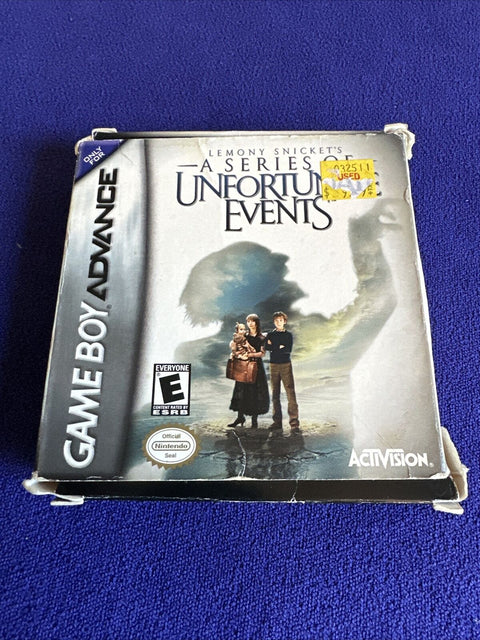 ONLY
FOR
GAME BOY ADVANCE
LEMONY SNICKET'S
A SERIES OF
UNFORTUNATE
EVENTS
032511
USED
EVERYONE
E
CONTENT RATED BY
ESRB
Official
Nintendo
Seal
ACTIVISION